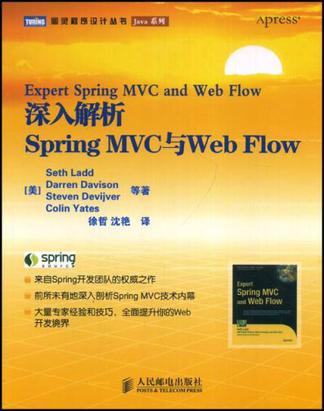 TURING
图灵程序设计丛书
Java 系列
Apress®
Expert Spring MVC and Web Flow
深入解析
Spring MVC与Web Flow
[美]
Seth Ladd
Darren Davison
Steven Devijver
Colin Yates
等著
徐哲 沈艳 译
spring
source
■ 来自Spring开发团队的权威之作
■ 前所未有地深入剖析Spring MVC技术内幕
■ 大量专家经验和技巧，全面提升你的Web
开发境界
Expert
Spring MVC
and Web Flow
人民邮电出版社
POSTS & TELECOM PRESS